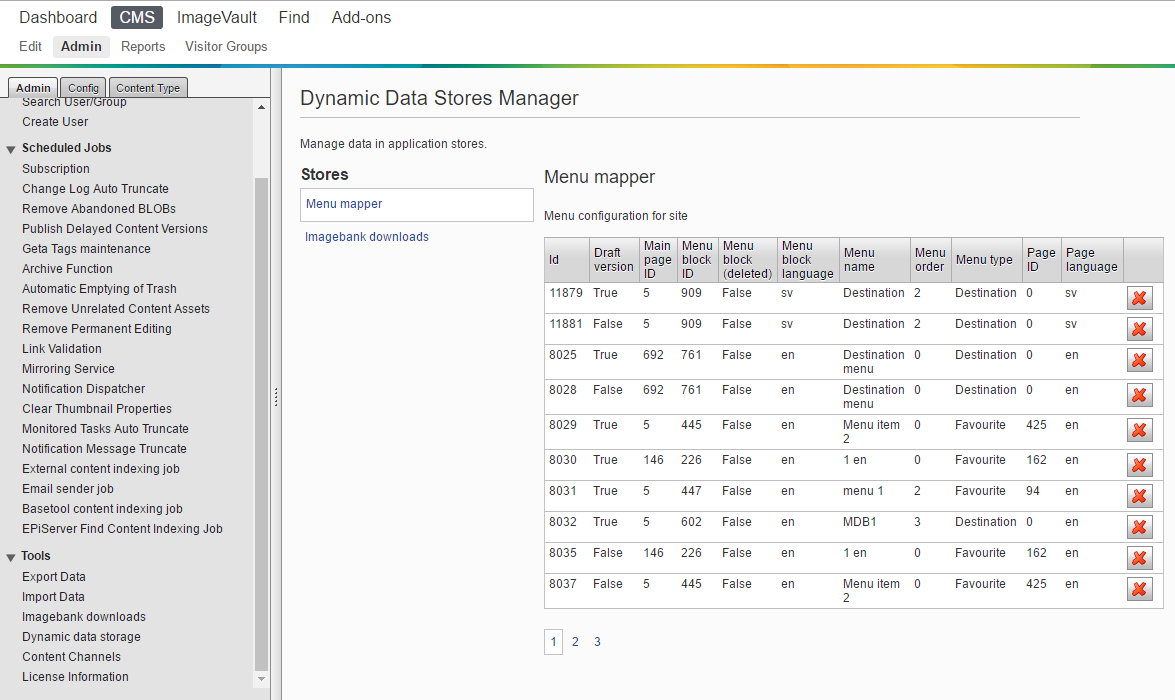 Dashboard CMS ImageVault Find Add-ons
Edit Admin Reports Visitor Groups
Admin Config Content Type
Search User/Group
Create User
Scheduled Jobs
Subscription
Change Log Auto Truncate
Remove Abandoned BLOBs
Publish Delayed Content Versions
Geta Tags maintenance
Archive Function
Automatic Emptying of Trash
Remove Unrelated Content Assets
Remove Permanent Editing
Link Validation
Mirroring Service
Notification Dispatcher
Clear Thumbnail Properties
Monitored Tasks Auto Truncate
Notification Message Truncate
External content indexing job
Email sender job
Basetool content indexing job
EPiServer Find Content Indexing Job
Tools
Export Data
Import Data
Imagebank downloads
Dynamic data storage
Content Channels
License Information
Dynamic Data Stores Manager
Manage data in application stores.
Stores
Menu mapper
Imagebank downloads
Menu mapper
Menu configuration for site
Id Draft version Main page ID Menu block ID Menu block (deleted) Menu block language Menu name Menu order Menu type Page ID Page language
11879 True 5 909 False sv Destination 2 Destination 0 sv
11881 False 5 909 False sv Destination 2 Destination 0 sv
8025 True 692 761 False en Destination menu 0 Destination 0 en
8028 False 692 761 False en Destination menu 0 Destination 0 en
8029 True 5 445 False en Menu item 2 0 Favourite 425 en
8030 True 146 226 False en 1 en 0 Favourite 162 en
8031 True 5 447 False en menu 1 2 Favourite 94 en
8032 True 5 602 False en MDB1 3 Destination 0 en
8035 False 146 226 False en 1 en 0 Favourite 162 en
8037 False 5 445 False en Menu item 2 0 Favourite 425 en
1 2 3